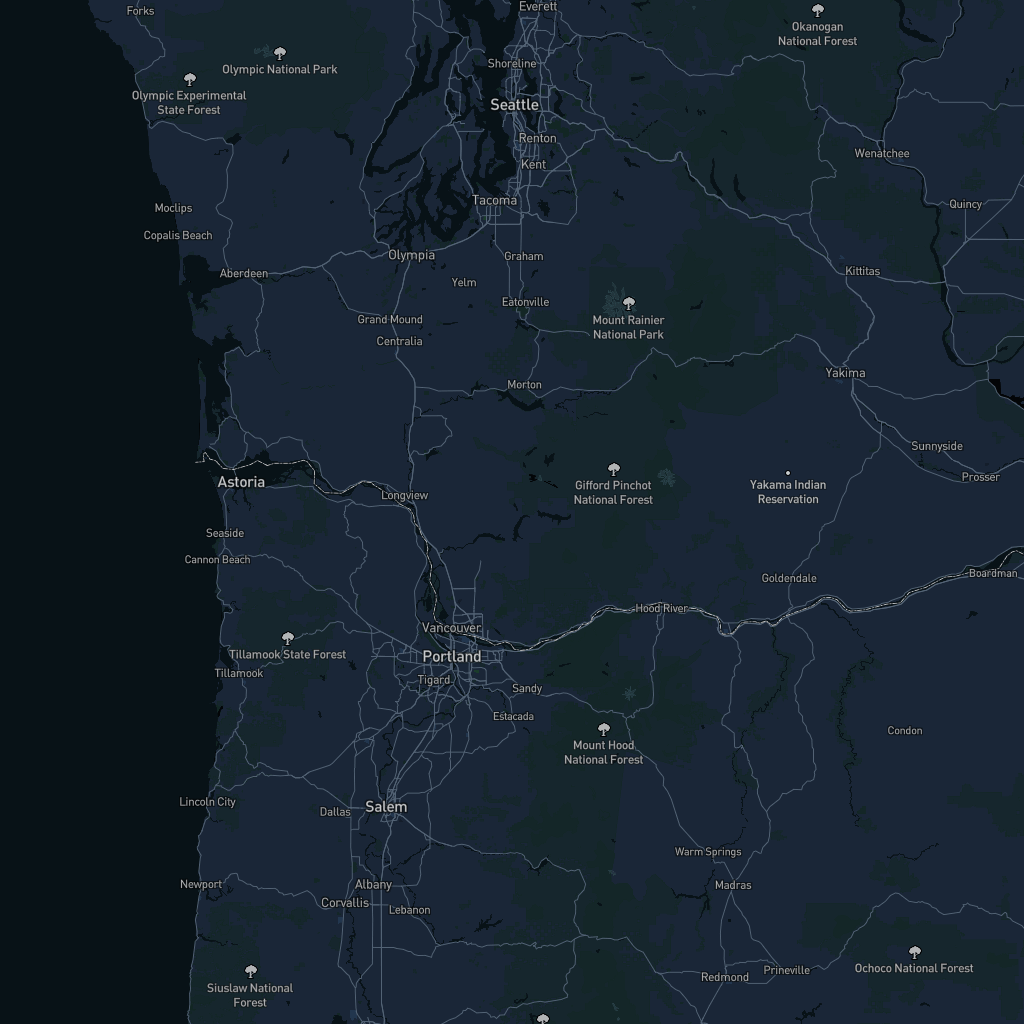 Everett
Forks
Okanogan
National Forest
Shoreline
Olympic National Park
Olympic Experimental
State Forest
Seattle
Renton
Wenatchee
Kent
Tacoma
Quincy
Moclips
Copalis Beach
Olympia
Graham
Aberdeen
Kittitas
Yelm
Eatonville
Grand Mound
Mount Rainier
National Park
Centralia
Yakima
Morton
Sunnyside
Prosser
Astoria
Gifford Pinchot
National Forest
Yakama Indian
Reservation
Longview
Seaside
Cannon Beach
Boardman
Goldendale
Hood River
Vancouver
Tillamook State Forest
Portland
Tillamook
Tigard
Sandy
Estacada
Condon
Mount Hood
National Forest
Lincoln City
Salem
Dallas
Warm Springs
Newport
Albany
Madras
Corvallis
Lebanon
Ochoco National Forest
Prineville
Redmond
Siuslaw National
Forest